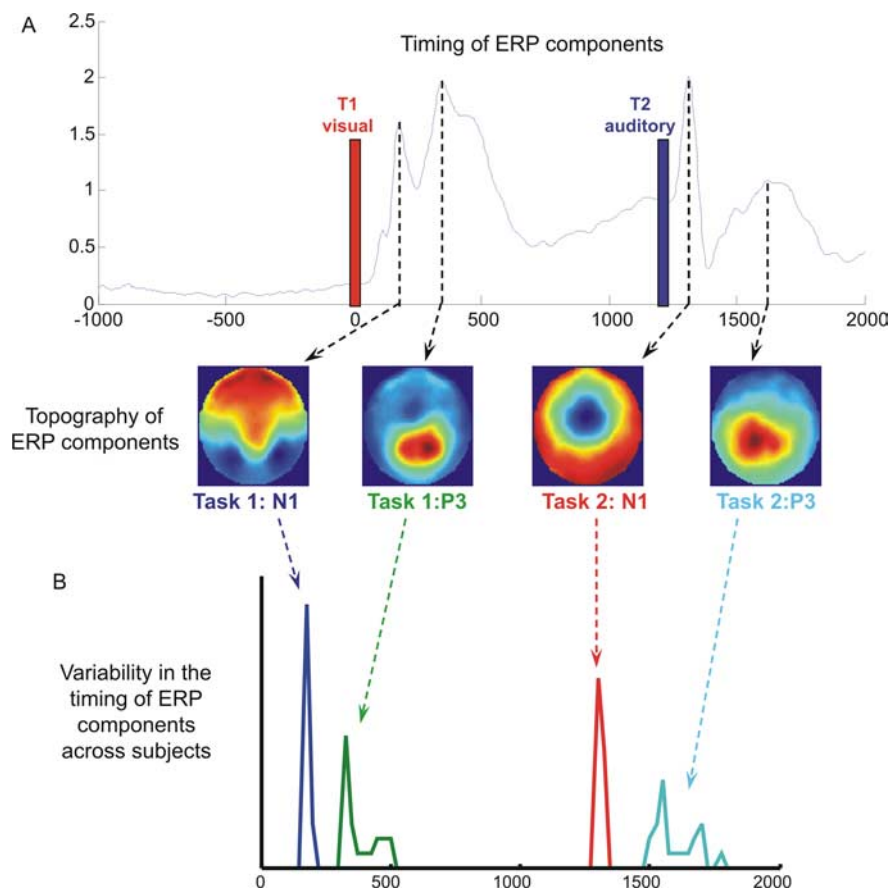 A
Timing of ERP components
2.5
2
1.5
1
0.5
0
T1
visual
T2
auditory
-1000
-500
0
500
1000
1500
2000
Topography of
ERP components
Task 1: N1
Task 1:P3
Task 2: N1
Task 2:P3
B
Variability in the
timing of ERP
components
across subjects
0
500
1000
1500
2000